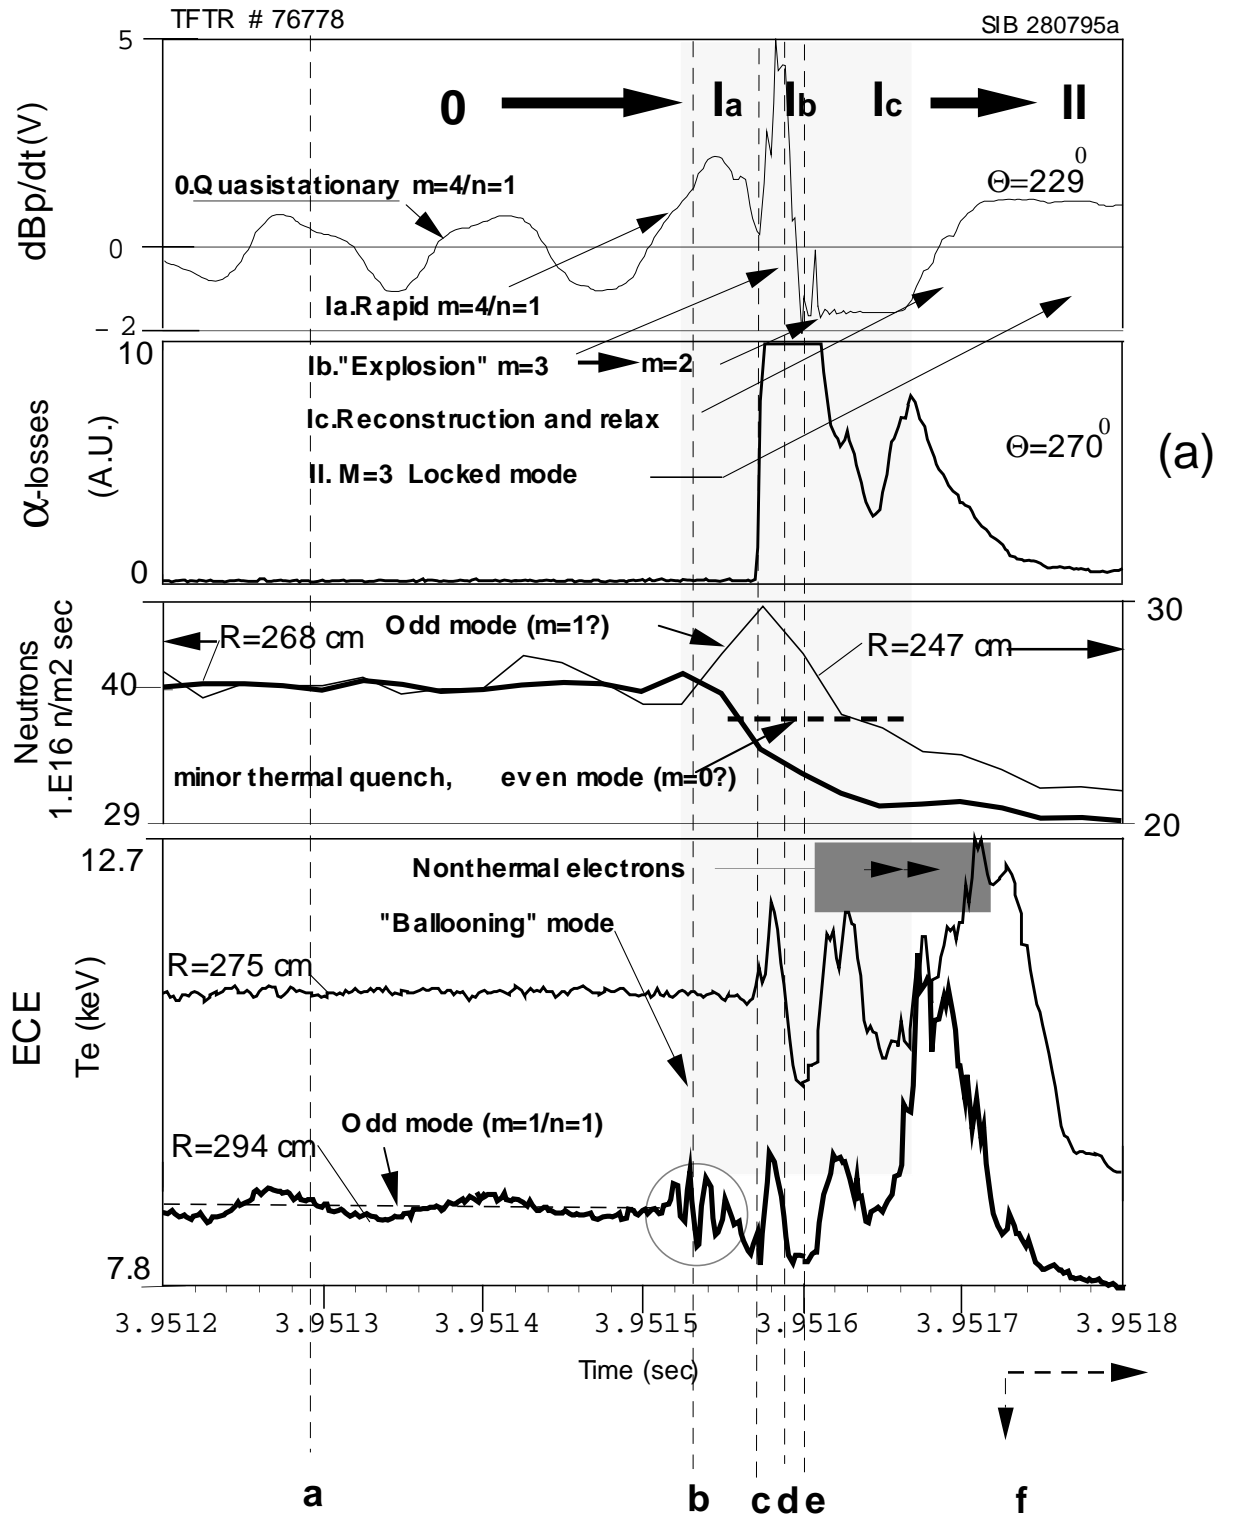 TFTR # 76778
SIB 280795a
5
0
Ia
Ib
Ic
II
dBp/dt (V)
0.Quasistationary m=4/n=1
Θ=229⁰
0
Ia.Rapid m=4/n=1
- 2
10
Ib."Explosion" m=3 m=2
Ic.Reconstruction and relax
II. M=3 Locked mode
Θ=270⁰
(a)
α-losses
(A.U.)
0
30
R=268 cm
Odd mode (m=1?)
R=247 cm
Neutrons
1.E16 n/m2 sec
40
minor thermal quench, even mode (m=0?)
29
20
12.7
Nonthermal electrons
"Ballooning" mode
R=275 cm
ECE
Te (keV)
Odd mode (m=1/n=1)
R=294 cm
7.8
3.9512 3.9513 3.9514 3.9515 3.9516 3.9517 3.9518
Time (sec)
a b c d e f